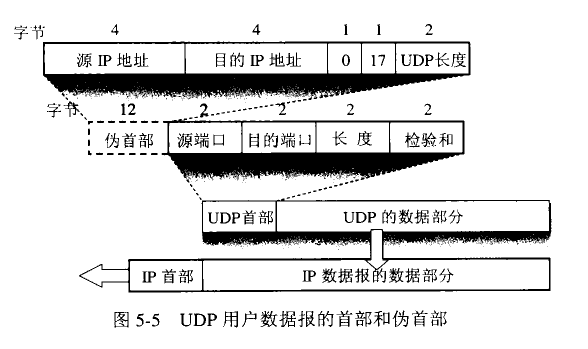 字节 4 4 1 1 2
源 IP 地址 目的 IP 地址 0 17 UDP长度
字节 12 2 2 2 2
伪首部 源端口 目的端口 长 度 检验和
UDP首部 UDP 的数据部分
IP 首部 IP 数据报的数据部分
图 5-5 UDP 用户数据报的首部和伪首部